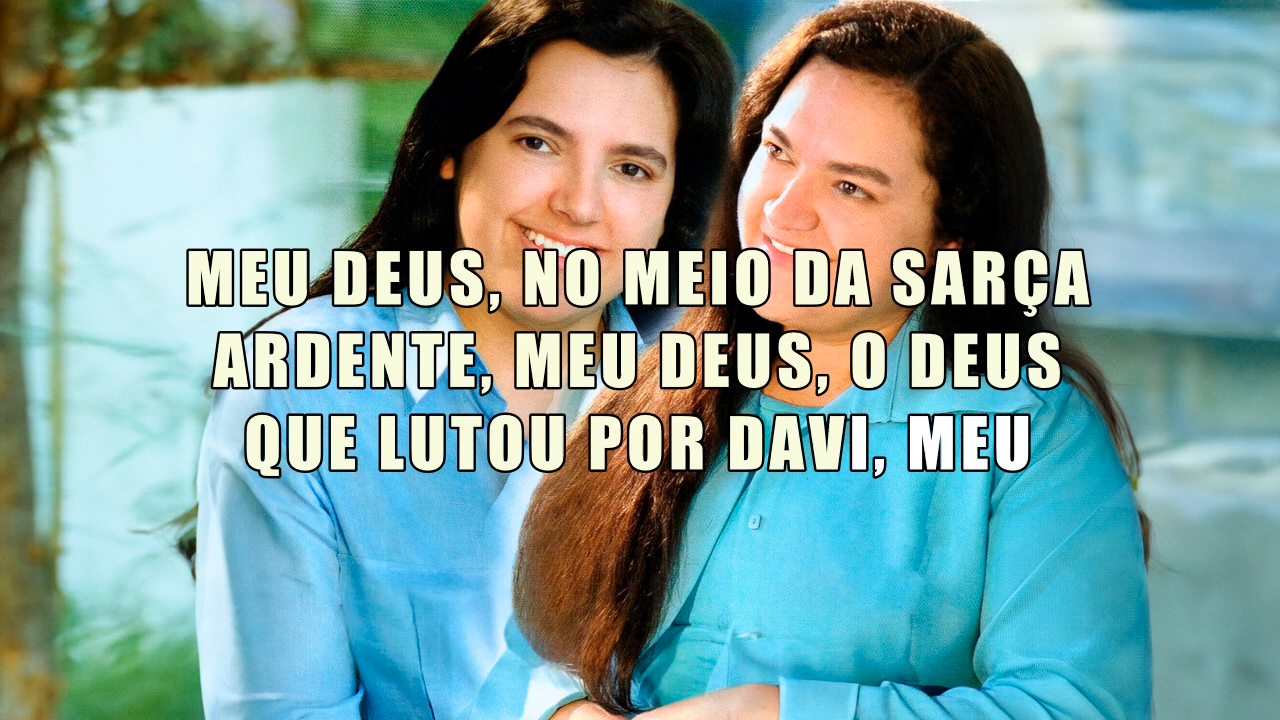 MEU DEUS, NO MEIO DA SARÇA
ARDENTE, MEU DEUS, O DEUS
QUE LUTOU POR DAVI, MEU